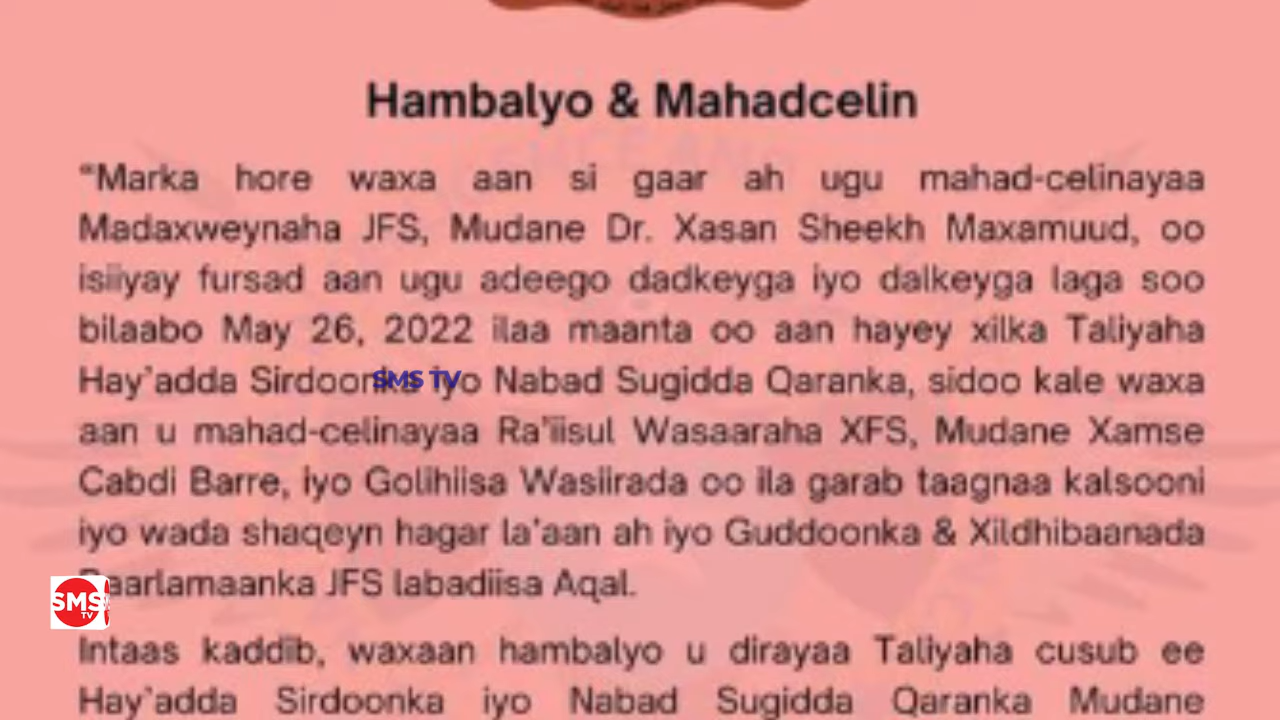 Hambalyo & Mahadcelin
“Marka hore waxa aan si gaar ah ugu mahad-celinayaa
Madaxweynaha JFS, Mudane Dr. Xasan Sheekh Maxamuud, oo
isiiyay fursad aan ugu adeego dadkeyga iyo dalkeyga laga soo
bilaabo May 26, 2022 ilaa maanta oo aan hayey xilka Taliyaha
Hay’adda Sirdoonka iyo Nabad Sugidda Qaranka, sidoo kale waxa
SMS TV
aan u mahad-celinayaa Ra’iisul Wasaaraha XFS, Mudane Xamse
Cabdi Barre, iyo Golihiisa Wasiirada oo ila garab taagnaa kalsooni
iyo wada shaqeyn hagar la’aan ah iyo Guddoonka & Xildhibaanada
Baarlamaanka JFS labadiisa Aqal.
SMS
TV
Intaas kaddib, waxaan hambalyo u dirayaa Taliyaha cusub ee
Hay’adda Sirdoonka iyo Nabad Sugidda Qaranka Mudane